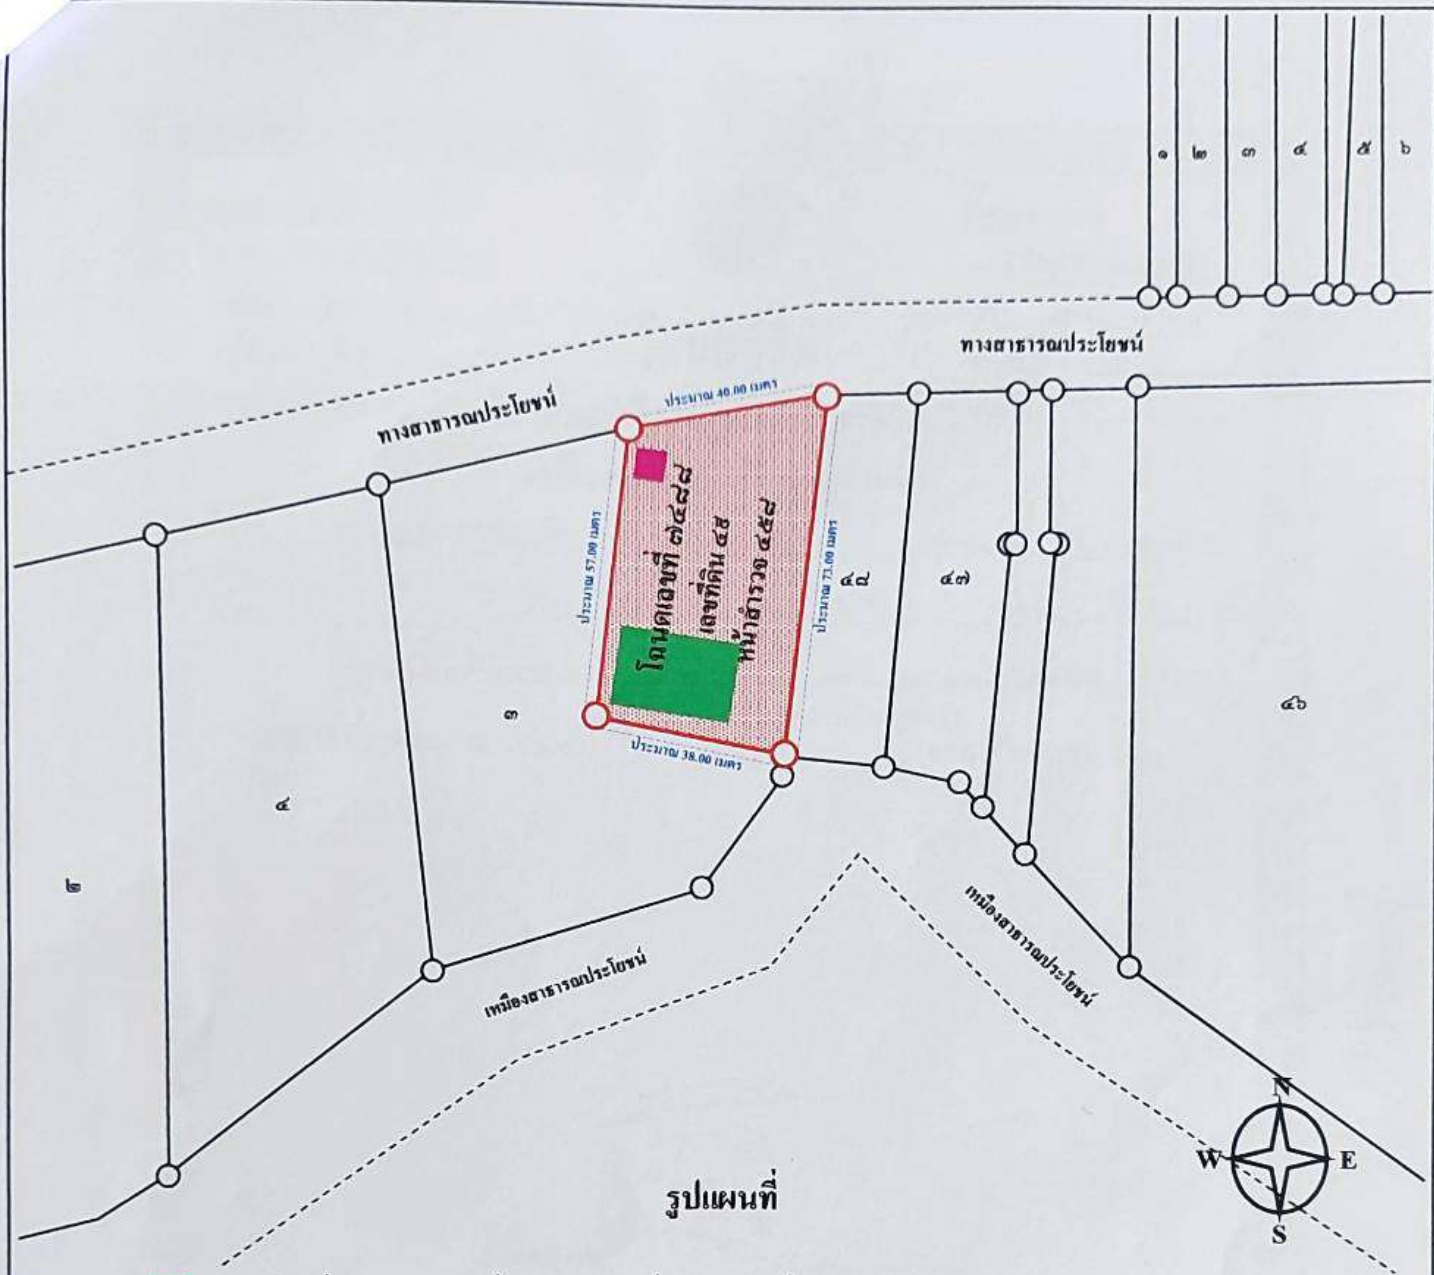 ๑ ๒ ๓ ๔ ๕ ๖
ทางสาธารณประโยชน์
ประมาณ 40.00 เมตร
ทางสาธารณประโยชน์
ประมาณ 57.00 เมตร
โฉนดเลขที่ ๗๔๘๘
เลขที่ดิน ๔๕
หน้าสำรวจ ๔๕๘
ประมาณ 73.00 เมตร
๔๗
๓
๔๖
ประมาณ 38.00 เมตร
๔
๒
เหมืองสาธารณประโยชน์
เหมืองสาธารณประโยชน์
N
W E
S
รูปแผนที่